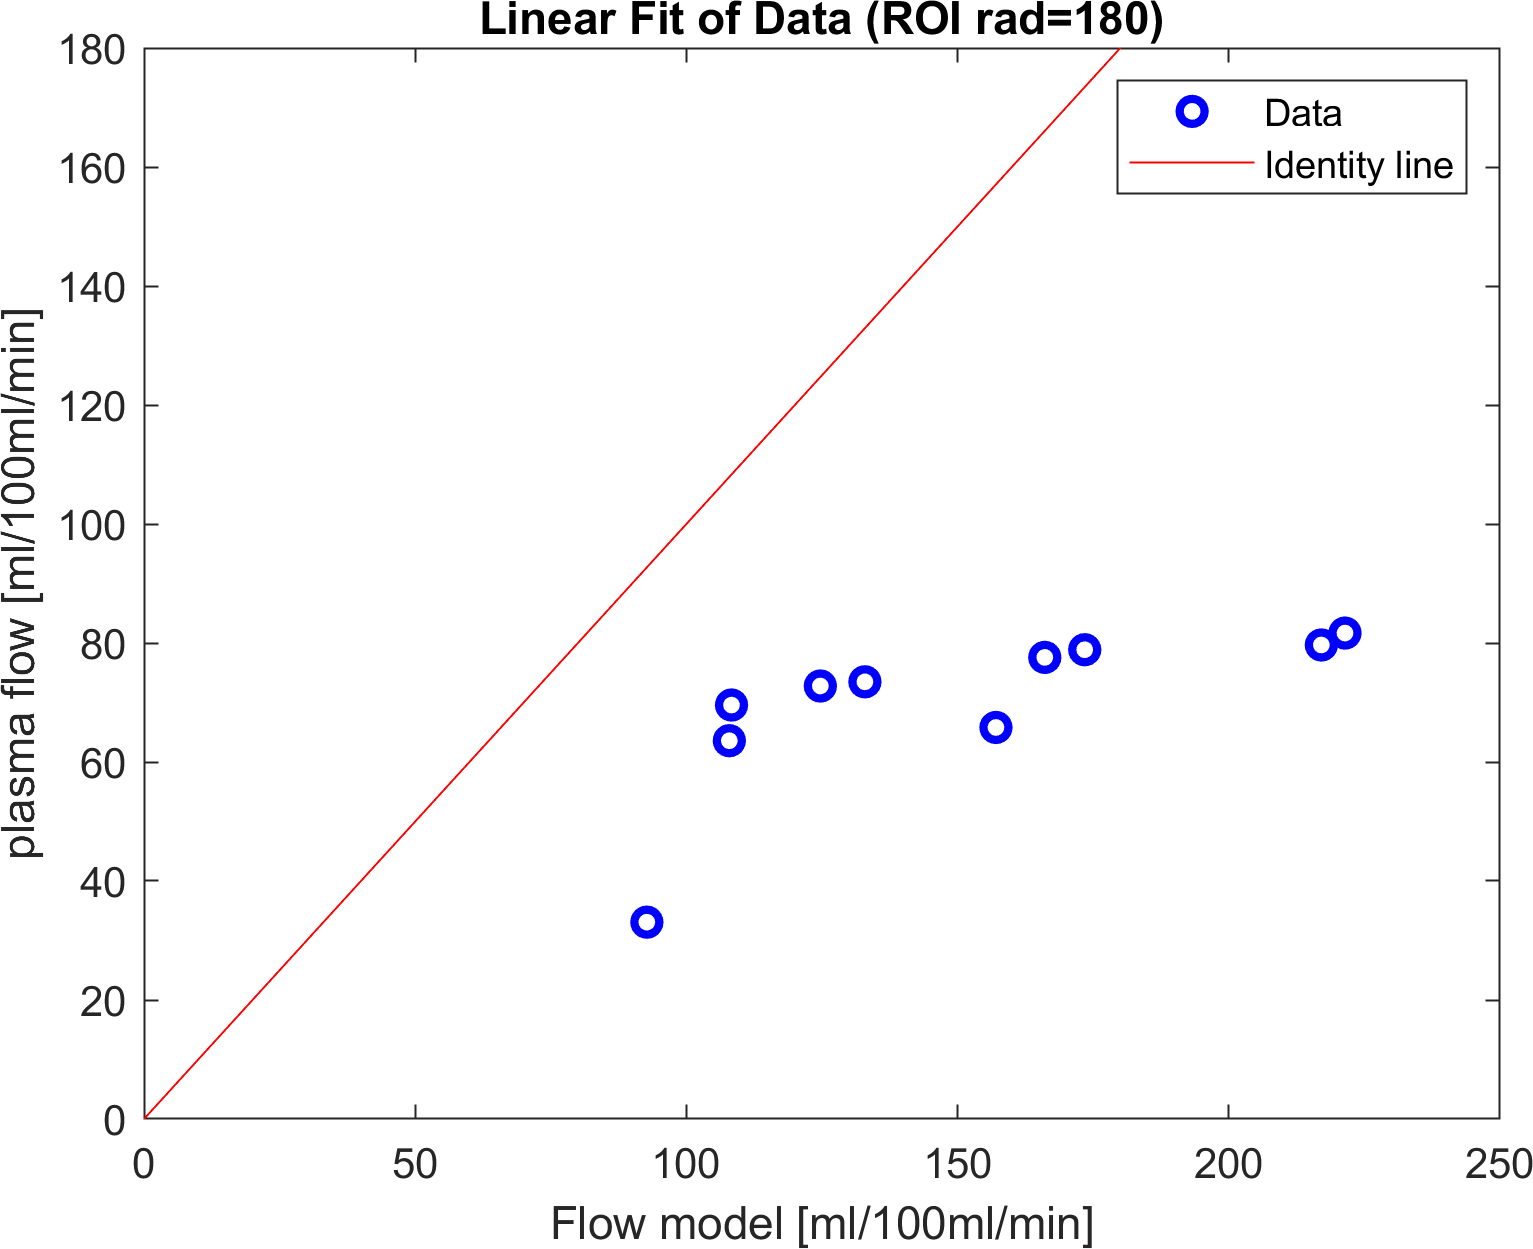 Linear Fit of Data (ROI rad=180)
180
160
140
120
100
80
60
40
20
0
plasma flow [ml/100ml/min]
Data
Identity line
0 50 100 150 200 250
Flow model [ml/100ml/min]